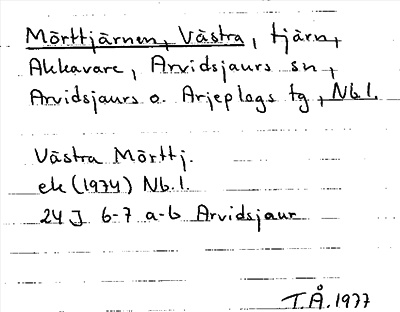 Mörttjärnen, Västra, tjärn,
Akkavare, Arvidsjaurs sn,
Arvidsjaurs o. Arjeplogs tg, Nb.l.
Västra Mörttj.
ek (1974) Nb.l.
24 J 6-7 a-b Arvidsjaur
T.Å. 1977